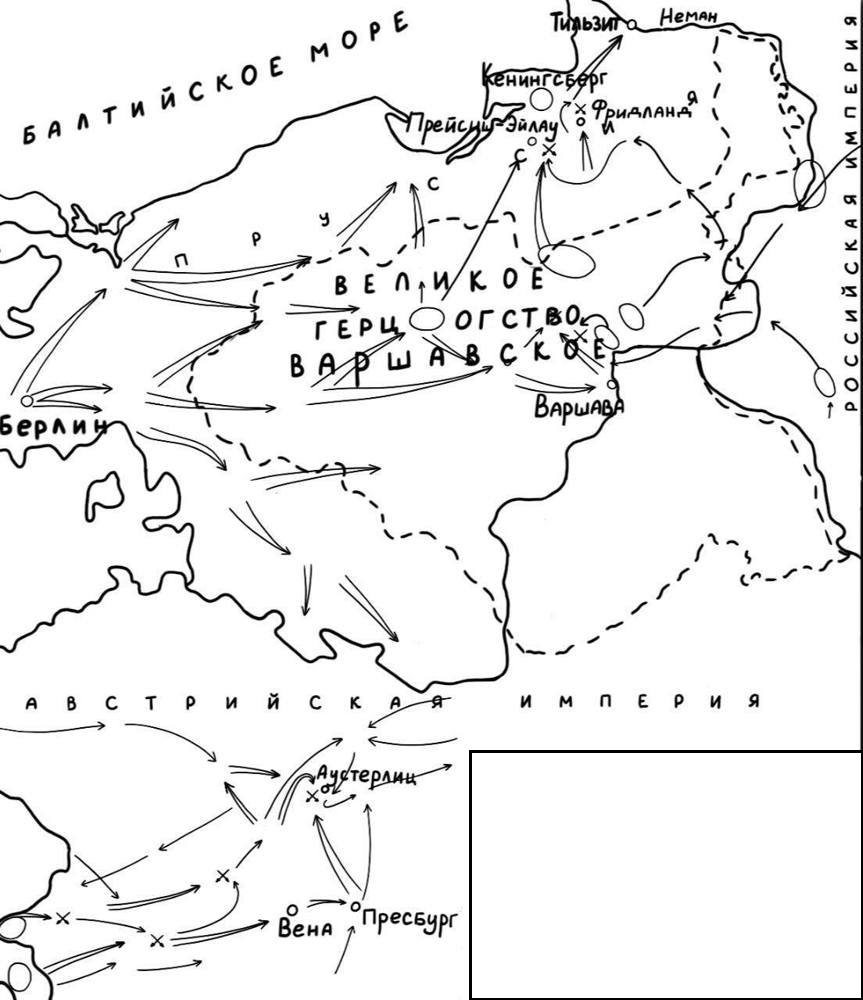 Тильзит
Неман
БАЛТИЙСКОЕ МОРЕ
Кенингсберг
Фридланд
Прейсиш-Эйлау
ПРУССИЯ
РОССИЙСКАЯ ИМПЕРИЯ
ВЕЛИКОЕ
ГЕРЦОГСТВО
ВАРШАВСКОЕ
Варшава
Берлин
АВСТРИЙСКАЯ ИМПЕРИЯ
Аустерлиц
Вена
Пресбург